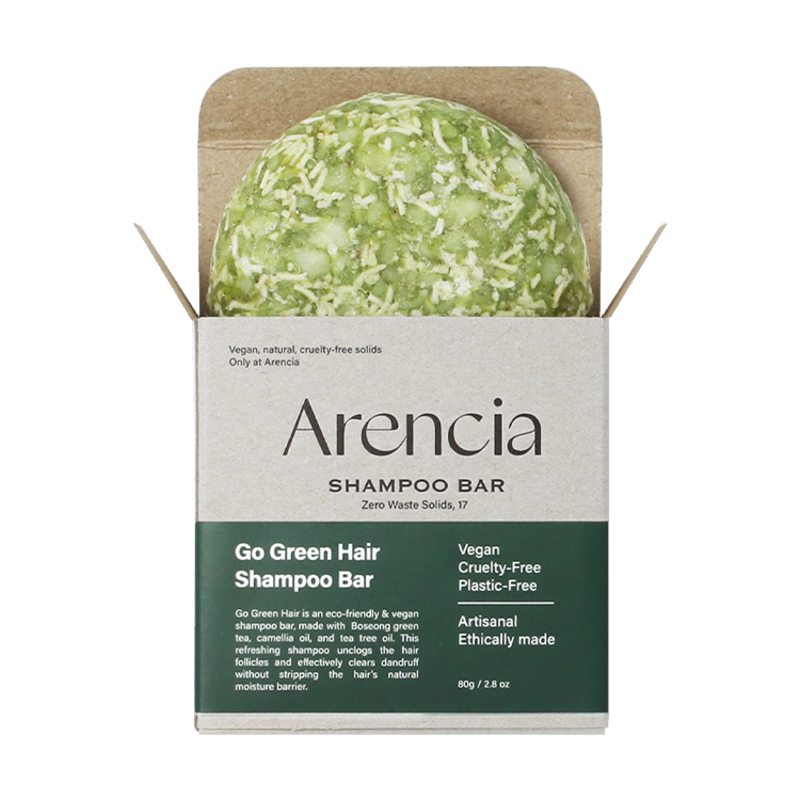 Vegan, natural, cruelty-free solids
Only at Arencia
Arencia
SHAMPOO BAR
Zero Waste Solids, 17
Go Green Hair
Shampoo Bar
Go Green Hair is an eco-friendly & vegan
shampoo bar, made with Boseong green
tea, camellia oil, and tea tree oil. This
refreshing shampoo unclogs the hair
follicles and effectively clears dandruff
without stripping the hair's natural
moisture barrier.
Vegan
Cruelty-Free
Plastic-Free
Artisanal
Ethically made
80g / 2.8 oz